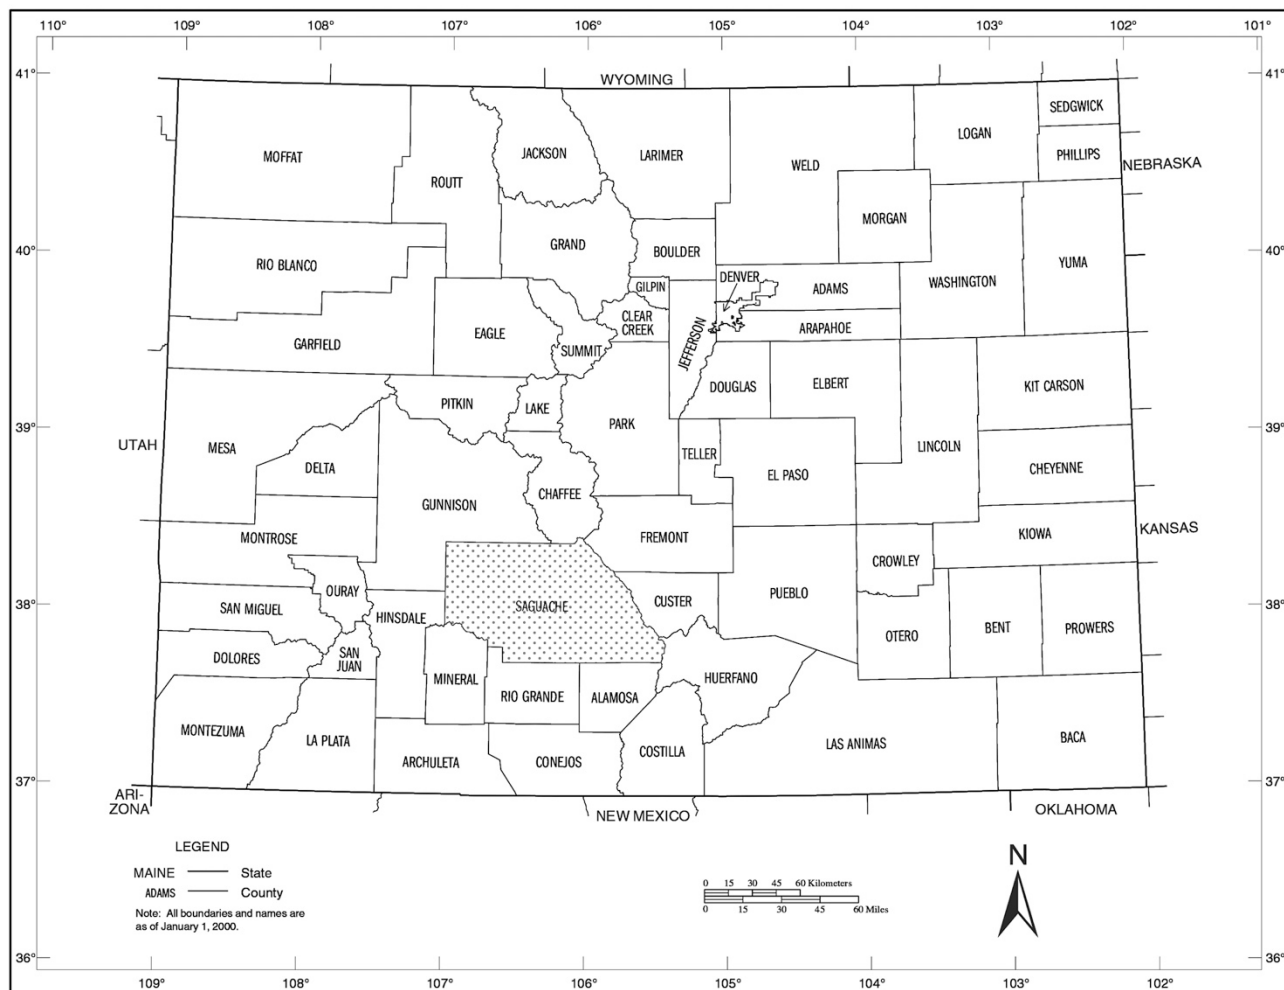 110° 109° 108° 107° 106° 105° 104° 103° 102° 101°
41° 41°
WYOMING
SEDGWICK
LOGAN
MOFFAT
JACKSON
LARIMER
WELD
PHILLIPS
NEBRASKA
ROUTT
MORGAN
40° 40°
GRAND
BOULDER
RIO BLANCO
YUMA
DENVER
WASHINGTON
GILPIN
ADAMS
CLEAR
CREEK
ARAPAHOE
EAGLE
GARFIELD
JEFFERSON
SUMMIT
DOUGLAS
ELBERT
KIT CARSON
PITKIN
LAKE
PARK
39° 39°
UTAH
MESA
LINCOLN
TELLER
DELTA
CHEYENNE
EL PASO
CHAFFEE
GUNNISON
KANSAS
KIOWA
MONTROSE
FREMONT
CROWLEY
OURAY
PUEBLO
CUSTER
38° 38°
SAN MIGUEL
SAGUACHE
HINSDALE
BENT
PROWERS
OTERO
SAN
JUAN
DOLORES
MINERAL
HUERFANO
RIO GRANDE
ALAMOSA
MONTEZUMA
LA PLATA
BACA
LAS ANIMAS
COSTILLA
ARCHULETA
CONEJOS
37° 37°
ARI-
ZONA
NEW MEXICO
OKLAHOMA
LEGEND
MAINE State
ADAMS County
Note: All boundaries and names are
as of January 1, 2000.
0 15 30 45 60 Kilometers
0 15 30 45 60 Miles
N
36° 36°
109° 108° 107° 106° 105° 104° 103° 102°